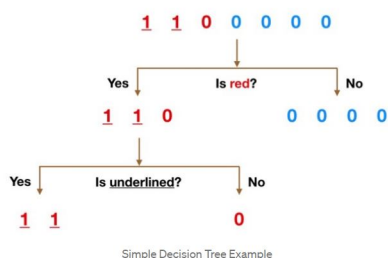 1 1 0 0 0 0 0
Yes Is red? No
1 1 0 0 0 0 0
Yes Is underlined? No
1 1 0
Simple Decision Tree Example